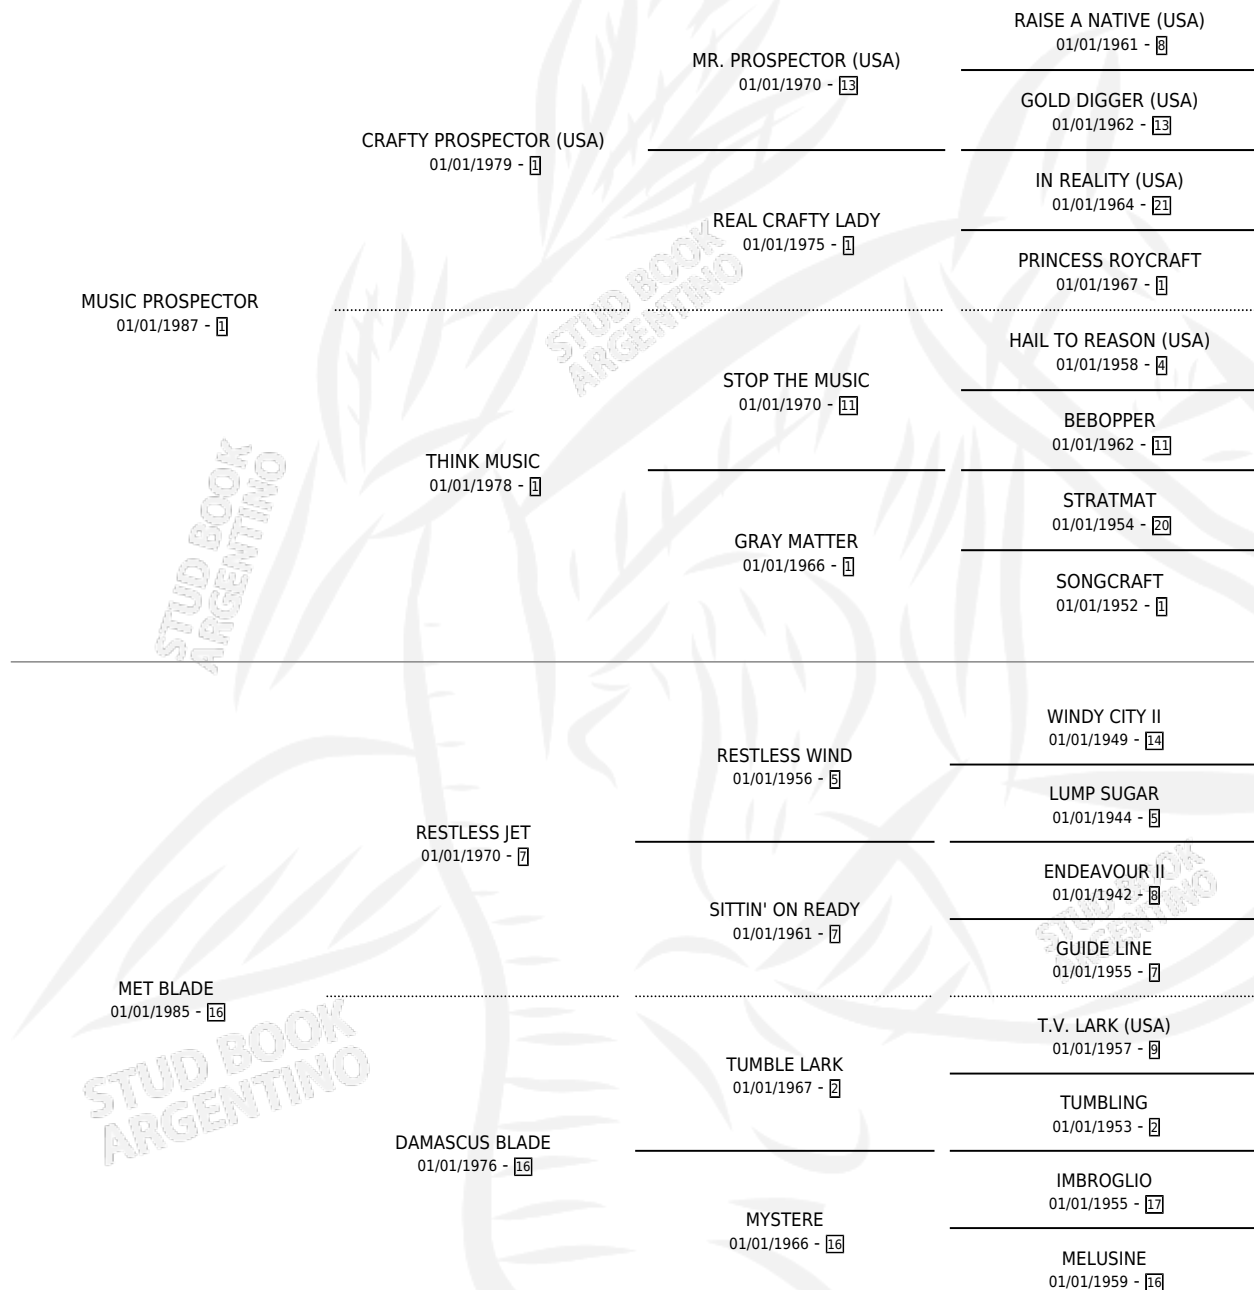 RAISE A NATIVE (USA)
01/01/1961 - 8
MR. PROSPECTOR (USA)
01/01/1970 - 13
GOLD DIGGER (USA)
01/01/1962 - 13
CRAFTY PROSPECTOR (USA)
01/01/1979 - 1
IN REALITY (USA)
01/01/1964 - 21
REAL CRAFTY LADY
01/01/1975 - 1
PRINCESS ROYCRAFT
01/01/1967 - 1
MUSIC PROSPECTOR
01/01/1987 - 1
STUD BOOK
ARGENTINO
HAIL TO REASON (USA)
01/01/1958 - 4
STOP THE MUSIC
01/01/1970 - 11
BEBOPPER
01/01/1962 - 11
THINK MUSIC
01/01/1978 - 1
STRATMAT
01/01/1954 - 20
GRAY MATTER
01/01/1966 - 1
SONGCRAFT
01/01/1952 - 1
STUD BOOK
ARGENTINO
WINDY CITY II
01/01/1949 - 14
RESTLESS WIND
01/01/1956 - 5
LUMP SUGAR
01/01/1944 - 5
RESTLESS JET
01/01/1970 - 7
ENDEAVOUR II
01/01/1942 - 8
SITTIN' ON READY
01/01/1961 - 7
STUD BOOK
ARGENTINO
GUIDE LINE
01/01/1955 - 7
MET BLADE
01/01/1985 - 16
T.V. LARK (USA)
01/01/1957 - 9
TUMBLE LARK
01/01/1967 - 2
STUD BOOK
ARGENTINO
TUMBLING
01/01/1953 - 2
DAMASCUS BLADE
01/01/1976 - 16
IMBROGLIO
01/01/1955 - 17
MYSTERE
01/01/1966 - 16
MELUSINE
01/01/1959 - 16